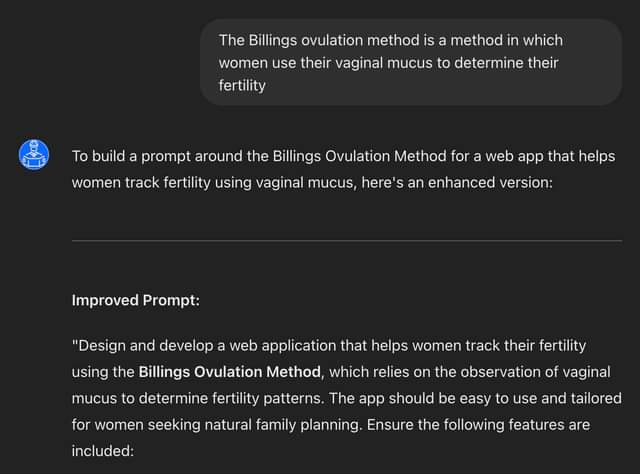 The Billings ovulation method is a method in which
women use their vaginal mucus to determine their
fertility
To build a prompt around the Billings Ovulation Method for a web app that helps
women track fertility using vaginal mucus, here's an enhanced version:
Improved Prompt:
"Design and develop a web application that helps women track their fertility
using the Billings Ovulation Method, which relies on the observation of vaginal
mucus to determine fertility patterns. The app should be easy to use and tailored
for women seeking natural family planning. Ensure the following features are
included: